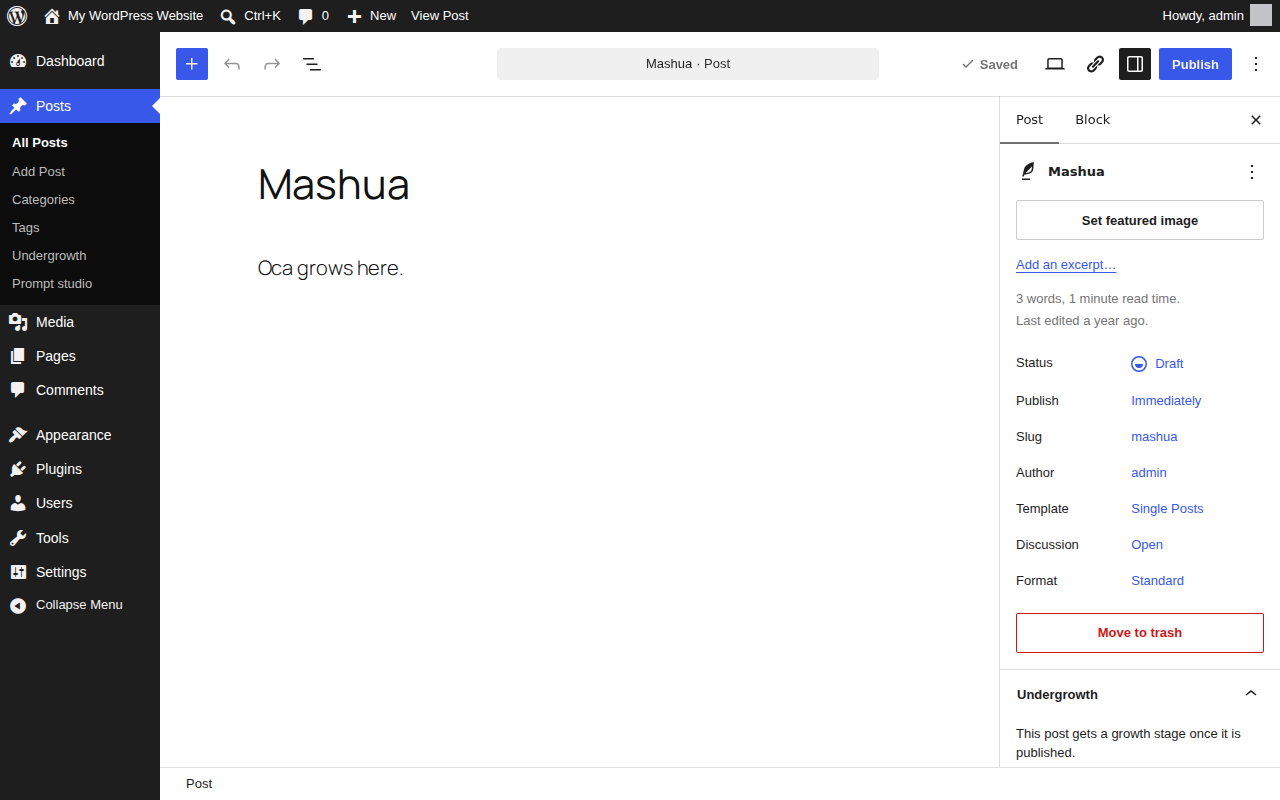 My WordPress Website
Ctrl+K
0
New
View Post
Howdy, admin
Dashboard
Posts
All Posts
Add Post
Categories
Tags
Undergrowth
Prompt studio
Media
Pages
Comments
Appearance
Plugins
Users
Tools
Settings
Collapse Menu
Mashua · Post
Saved
Publish
Mashua
Oca grows here.
Post
Block
Mashua
Set featured image
Add an excerpt…
3 words, 1 minute read time.
Last edited a year ago.
Status Draft
Publish Immediately
Slug mashua
Author admin
Template Single Posts
Discussion Open
Format Standard
Move to trash
Undergrowth
This post gets a growth stage once it is
published.
Post